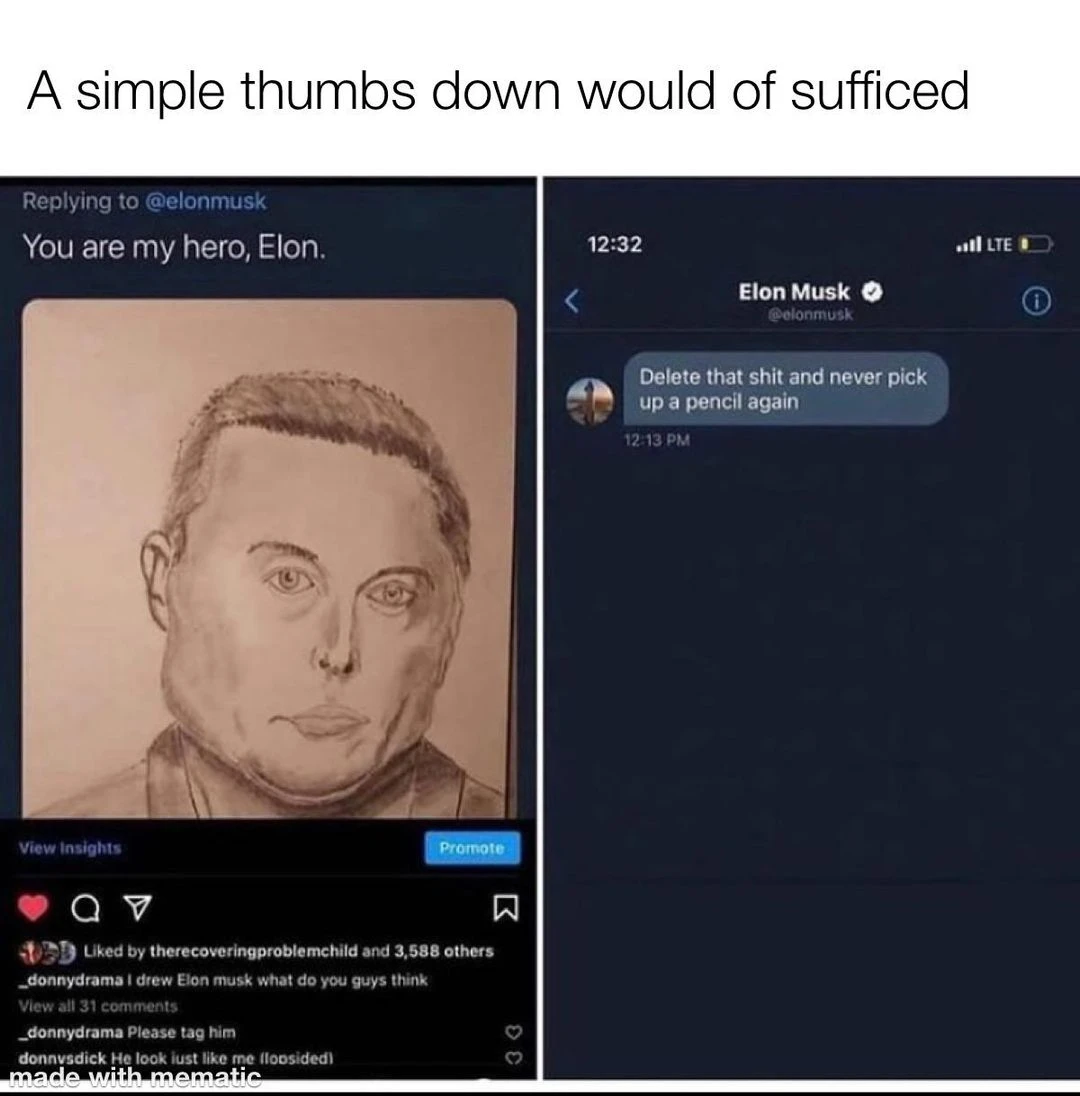 A simple thumbs down would of sufficed
Replying to @elonmusk
You are my hero, Elon.
View Insights
Promote
Liked by therecoveringproblemchild and 3,588 others
_donnydrama I drew Elon musk what do you guys think
View all 31 comments
_donnydrama Please tag him
donnysdick He look just like me (lopsided)
made with mematic
12:32
LTE
Elon Musk
@elonmusk
Delete that shit and never pick
up a pencil again
12:13 PM